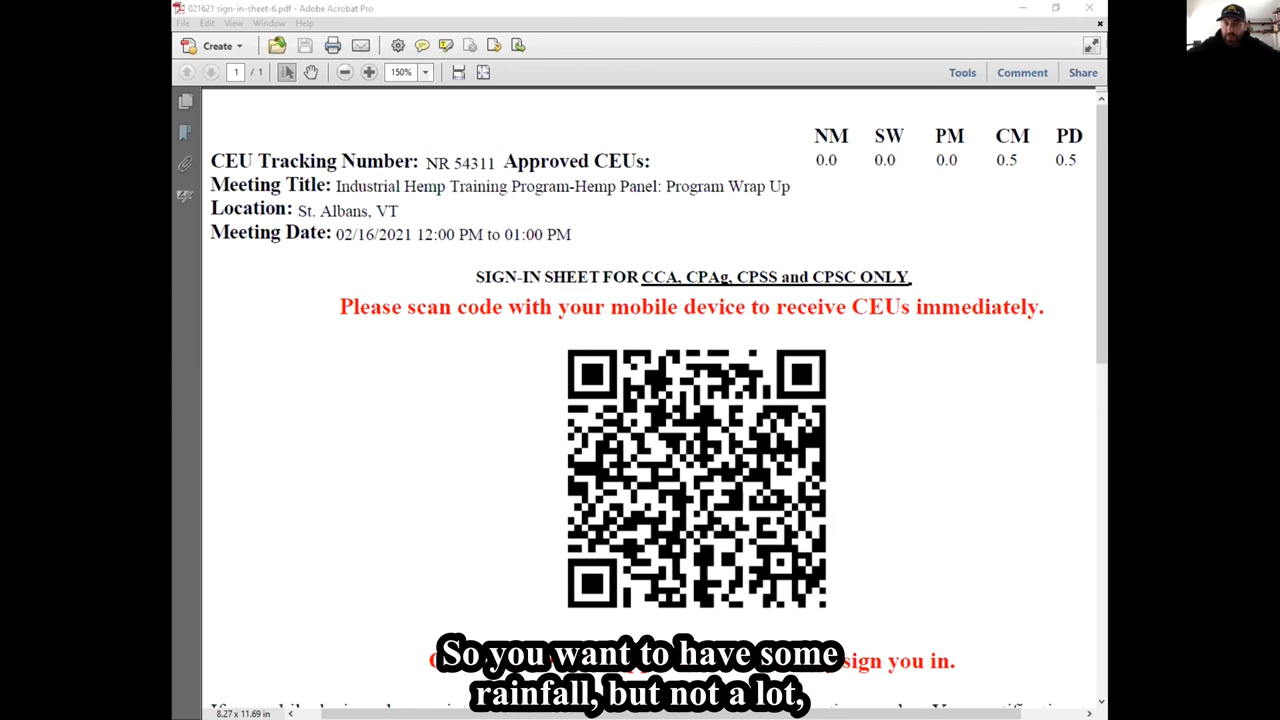 021621 sign-in-sheet-6.pdf - Adobe Acrobat Pro
File Edit View Window Help
Create
1 / 1 150% Tools Comment Share
NM SW PM CM PD
0.0 0.0 0.0 0.5 0.5
CEU Tracking Number: NR 54311 Approved CEUs:
Meeting Title: Industrial Hemp Training Program-Hemp Panel: Program Wrap Up
Location: St. Albans, VT
Meeting Date: 02/16/2021 12:00 PM to 01:00 PM
SIGN-IN SHEET FOR CCA, CPAg, CPSS and CPSC ONLY.
Please scan code with your mobile device to receive CEUs immediately.
sign you in.
So you want to have some
rainfall, but not a lot,
8.27 x 11.69 in